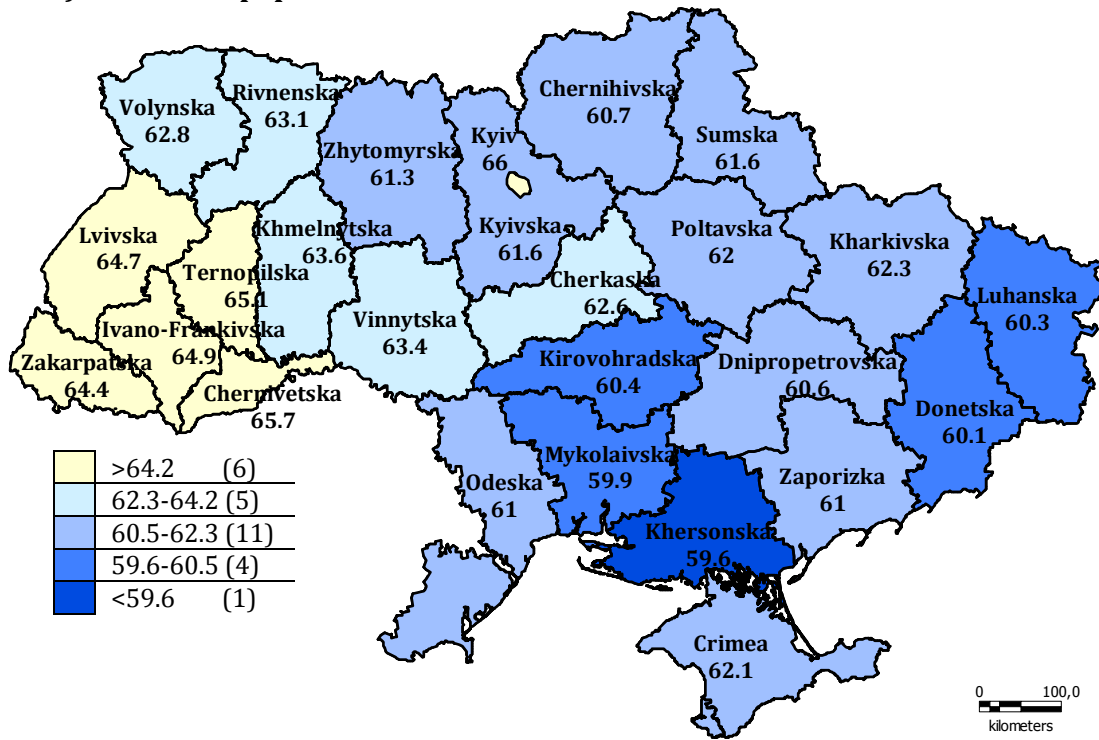 Chernihivska
60.7
Rivnenska
63.1
Volynska
62.8
Kyiv
66
Sumska
61.6
Zhytomyrska
61.3
Lvivska
64.7
Khmelnytska
63.6
Kyivska
61.6
Poltavska
62
Kharkivska
62.3
Ternopilska
65.1
Cherkaska
62.6
Luhanska
60.3
Ivano-Frankivska
64.9
Vinnytska
63.4
Zakarpatska
64.4
Kirovohradska
60.4
Dnipropetrovska
60.6
Chernivetska
65.7
Donetska
60.1
Mykolaivska
59.9
Odeska
61
Zaporizka
61
Khersonska
59.6
Crimea
62.1
>64.2 (6)
62.3-64.2 (5)
60.5-62.3 (11)
59.6-60.5 (4)
<59.6 (1)
0 100,0
kilometers